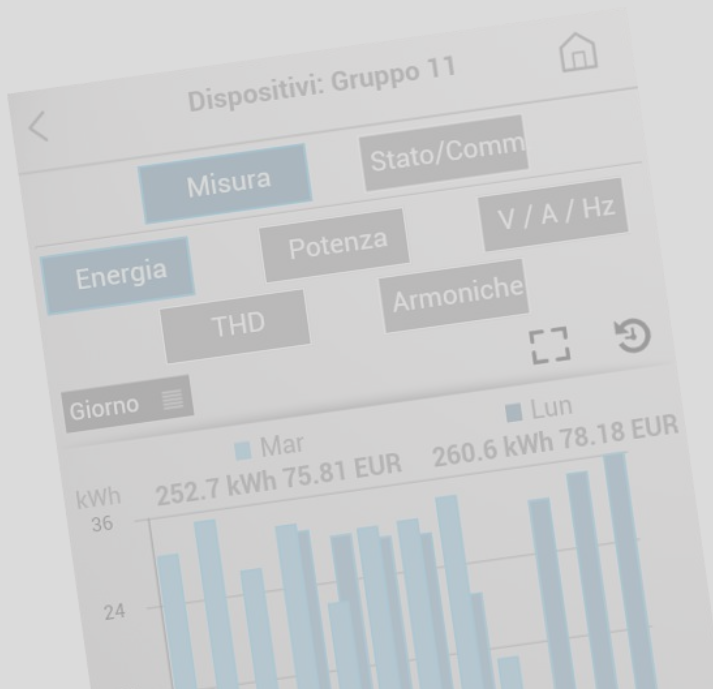 Dispositivi: Gruppo 11
Misura Stato/Comm
Energia Potenza V / A / Hz
THD Armoniche
Giorno
Mar Lun
252.7 kWh 75.81 EUR 260.6 kWh 78.18 EUR
kWh
36
24